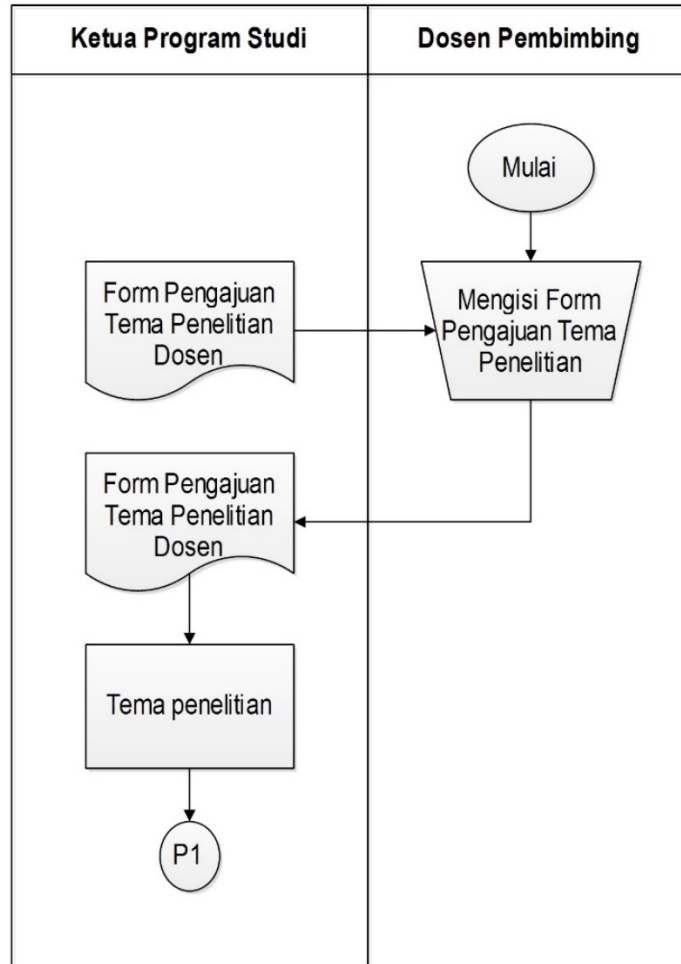 Ketua Program Studi
Dosen Pembimbing
Mulai
Form Pengajuan
Tema Penelitian
Dosen
Mengisi Form
Pengajuan Tema
Penelitian
Form Pengajuan
Tema Penelitian
Dosen
Tema penelitian
P1